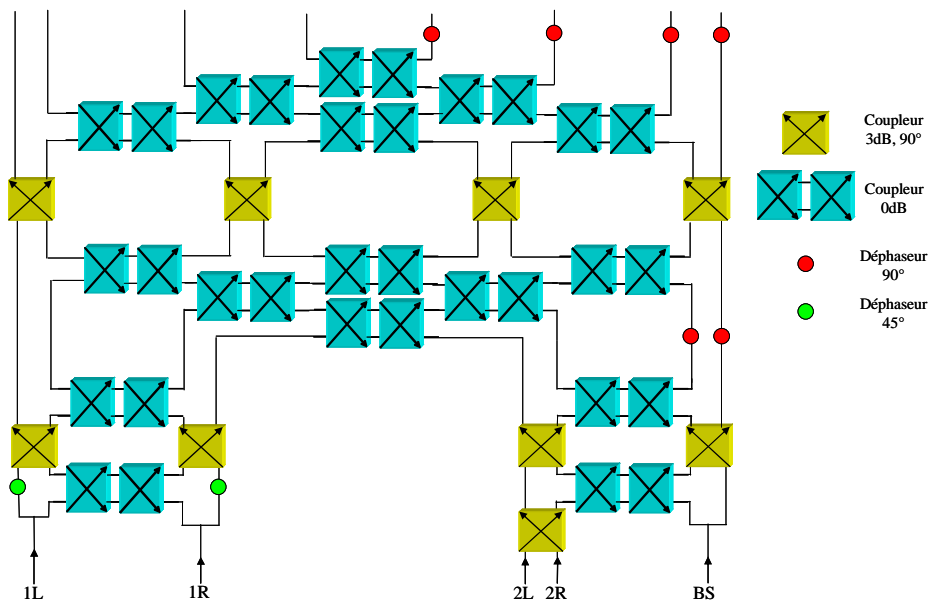 Coupleur
3dB, 90°
Coupleur
0dB
Déphaseur
90°
Déphaseur
45°
1L
1R
2L
2R
BS